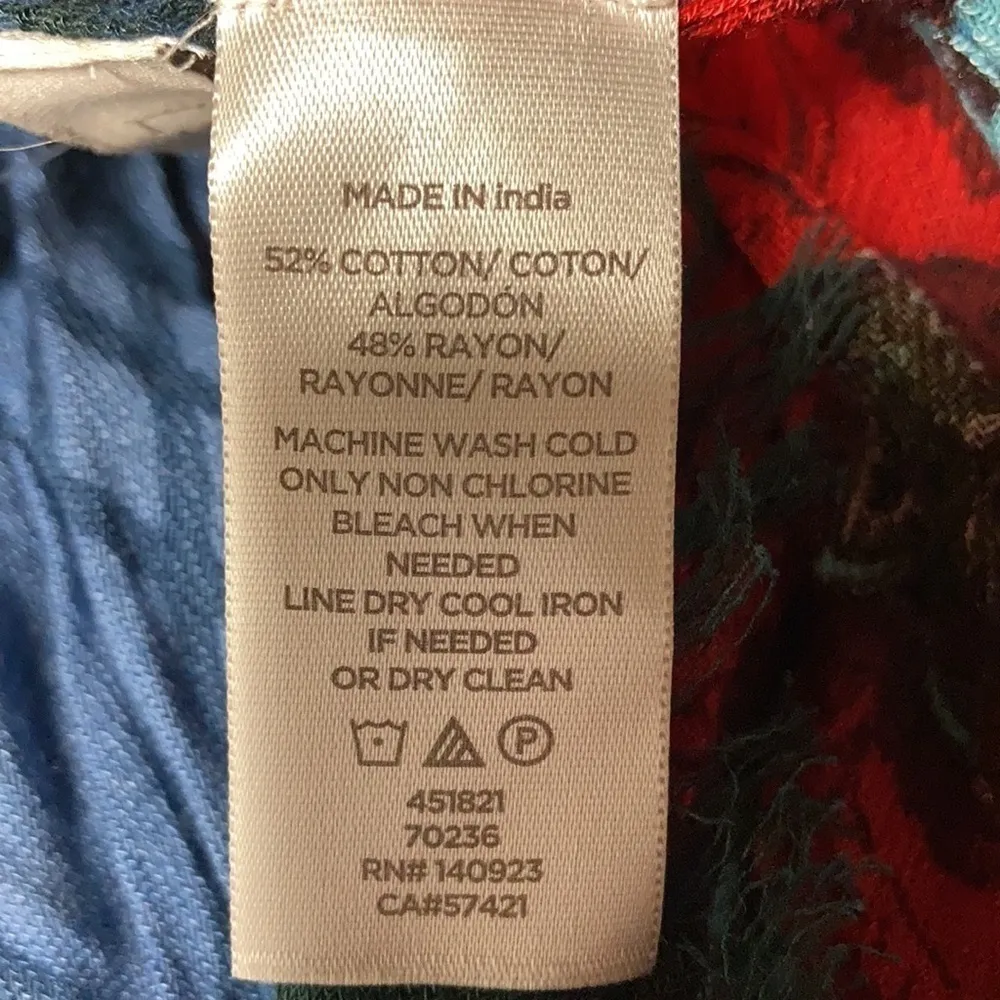 MADE IN india
52% COTTON/ COTON/
ALGODÓN
48% RAYON/
RAYONNE/ RAYON
MACHINE WASH COLD
ONLY NON CHLORINE
BLEACH WHEN
NEEDED
LINE DRY COOL IRON
IF NEEDED
OR DRY CLEAN
P
451821
70236
RN# 140923
CA#57421